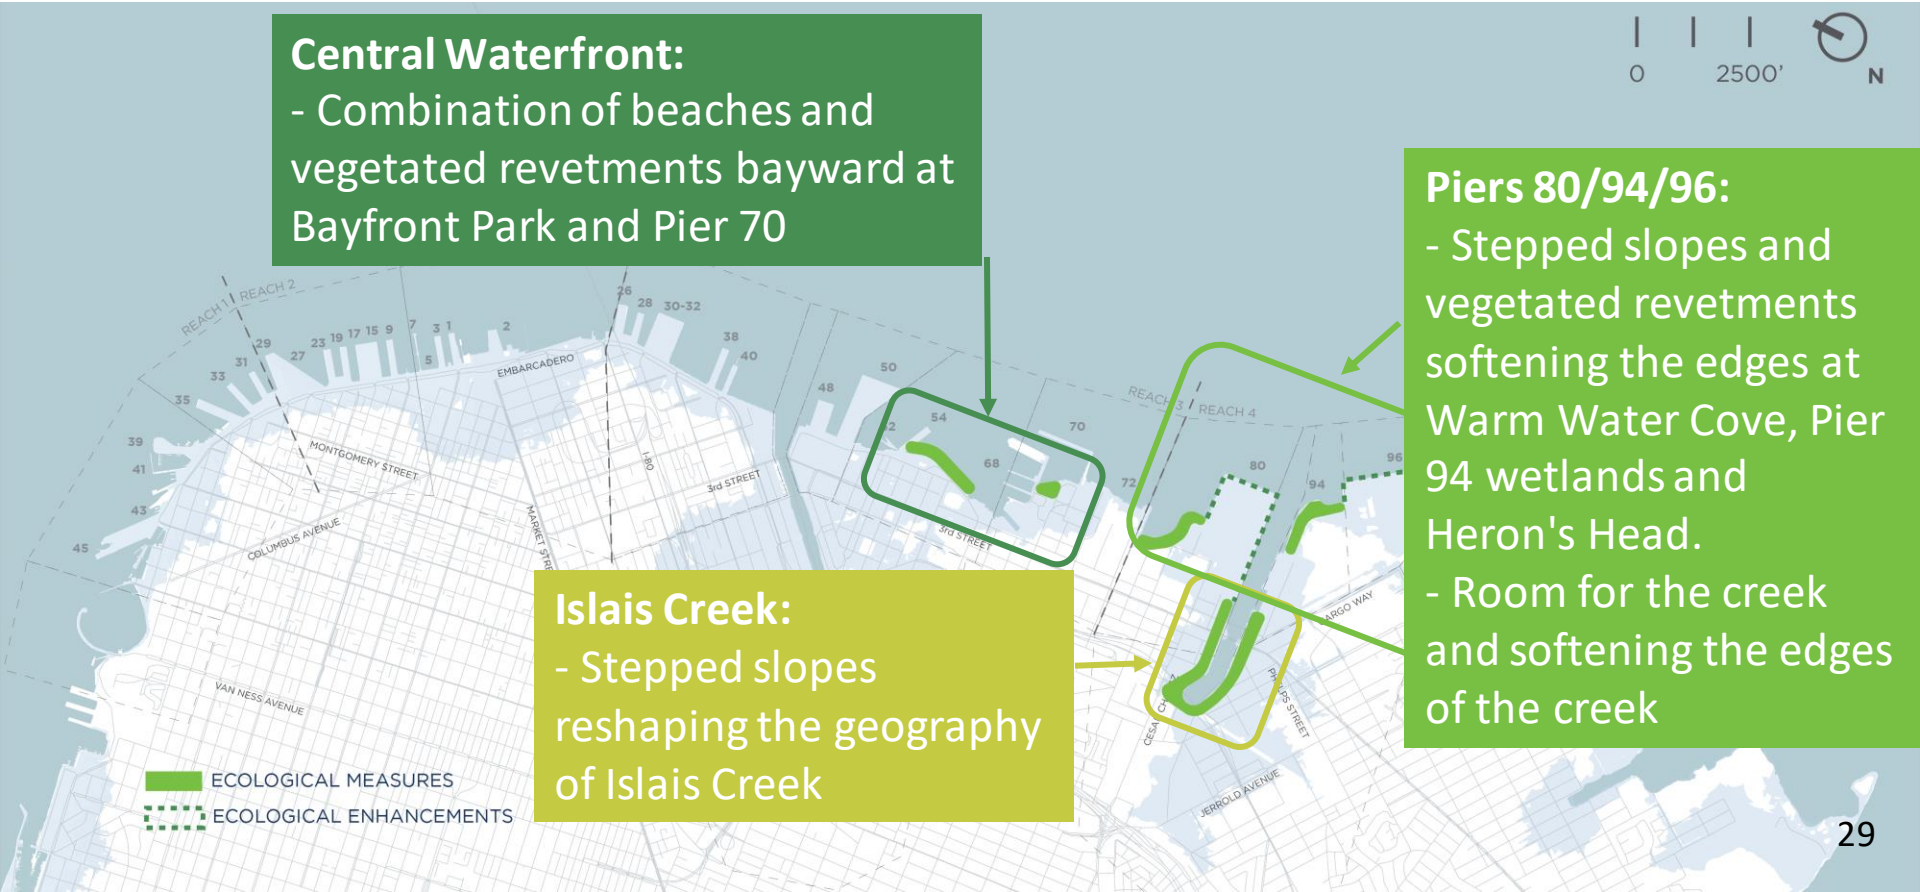 Central Waterfront:
- Combination of beaches and
vegetated revetments bayward at
Bayfront Park and Pier 70
0 2500'
N
Piers 80/94/96:
- Stepped slopes and
vegetated revetments
softening the edges at
Warm Water Cove, Pier
94 wetlands and
Heron's Head.
- Room for the creek
and softening the edges
of the creek
REACH 1
REACH 2
REACH 3
REACH 4
45
43
41
39
35
33
31
29
27
23
19
17
15
9
7
5
3
1
2
26
28
30-32
38
40
48
50
54
68
70
72
80
94
96
EMBARCADERO
MONTGOMERY STREET
COLUMBUS AVENUE
I-80
3rd STREET
3rd STREET
VAN NESS AVENUE
JERROLD AVENUE
Islais Creek:
- Stepped slopes
reshaping the geography
of Islais Creek
ECOLOGICAL MEASURES
ECOLOGICAL ENHANCEMENTS
29